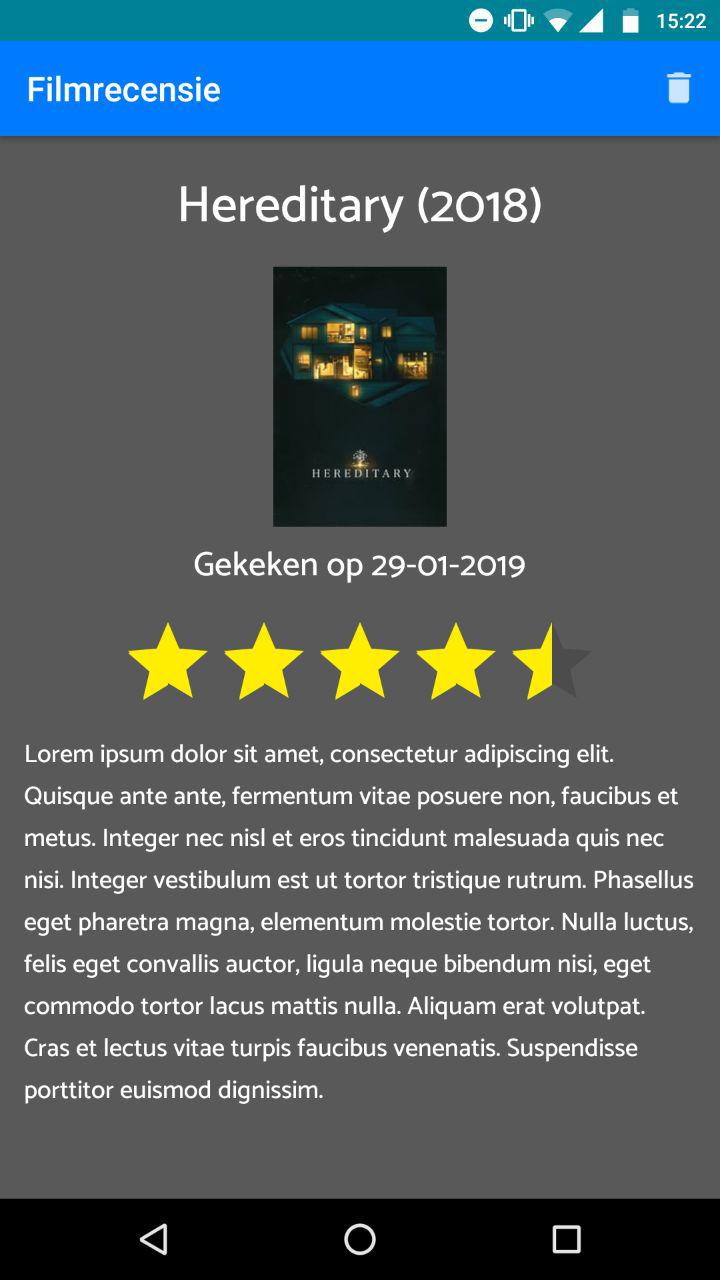 15:22
Filmrecensie
Hereditary (2018)
HEREDITARY
Gekeken op 29-01-2019
Lorem ipsum dolor sit amet, consectetur adipiscing elit.
Quisque ante ante, fermentum vitae posuere non, faucibus et
metus. Integer nec nisl et eros tincidunt malesuada quis nec
nisi. Integer vestibulum est ut tortor tristique rutrum. Phasellus
eget pharetra magna, elementum molestie tortor. Nulla luctus,
felis eget convallis auctor, ligula neque bibendum nisi, eget
commodo tortor lacus mattis nulla. Aliquam erat volutpat.
Cras et lectus vitae turpis faucibus venenatis. Suspendisse
porttitor euismod dignissim.